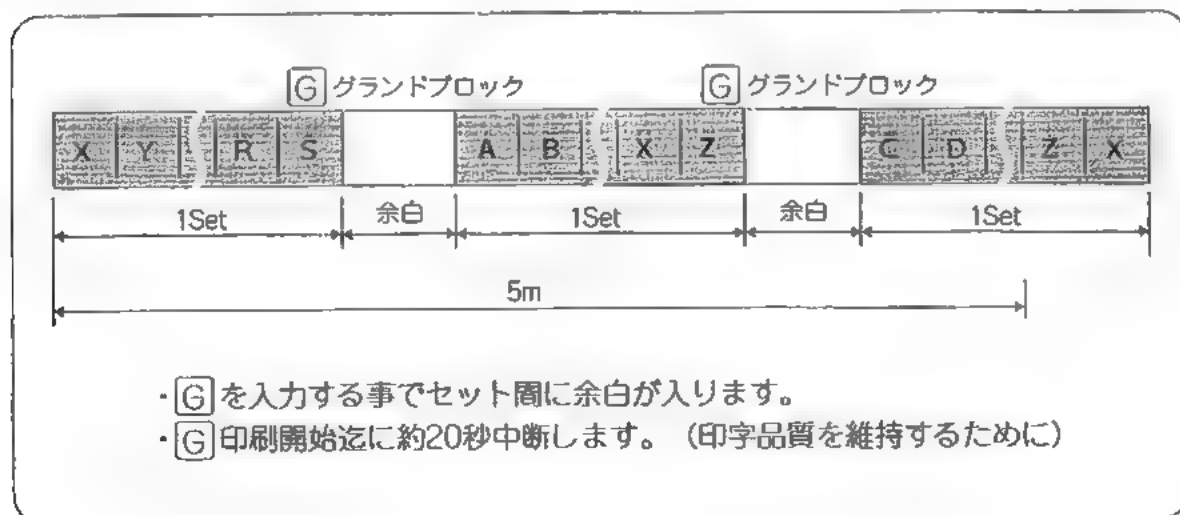 G グランドブロック G グランドブロック
X Y R S A B X Z C D Z X
1Set 余白 1Set 余白 1Set
5m
・G を入力する事でセット間に余白が入ります。
・G 印刷開始迄に約20秒中断します。（印字品質を維持するために）